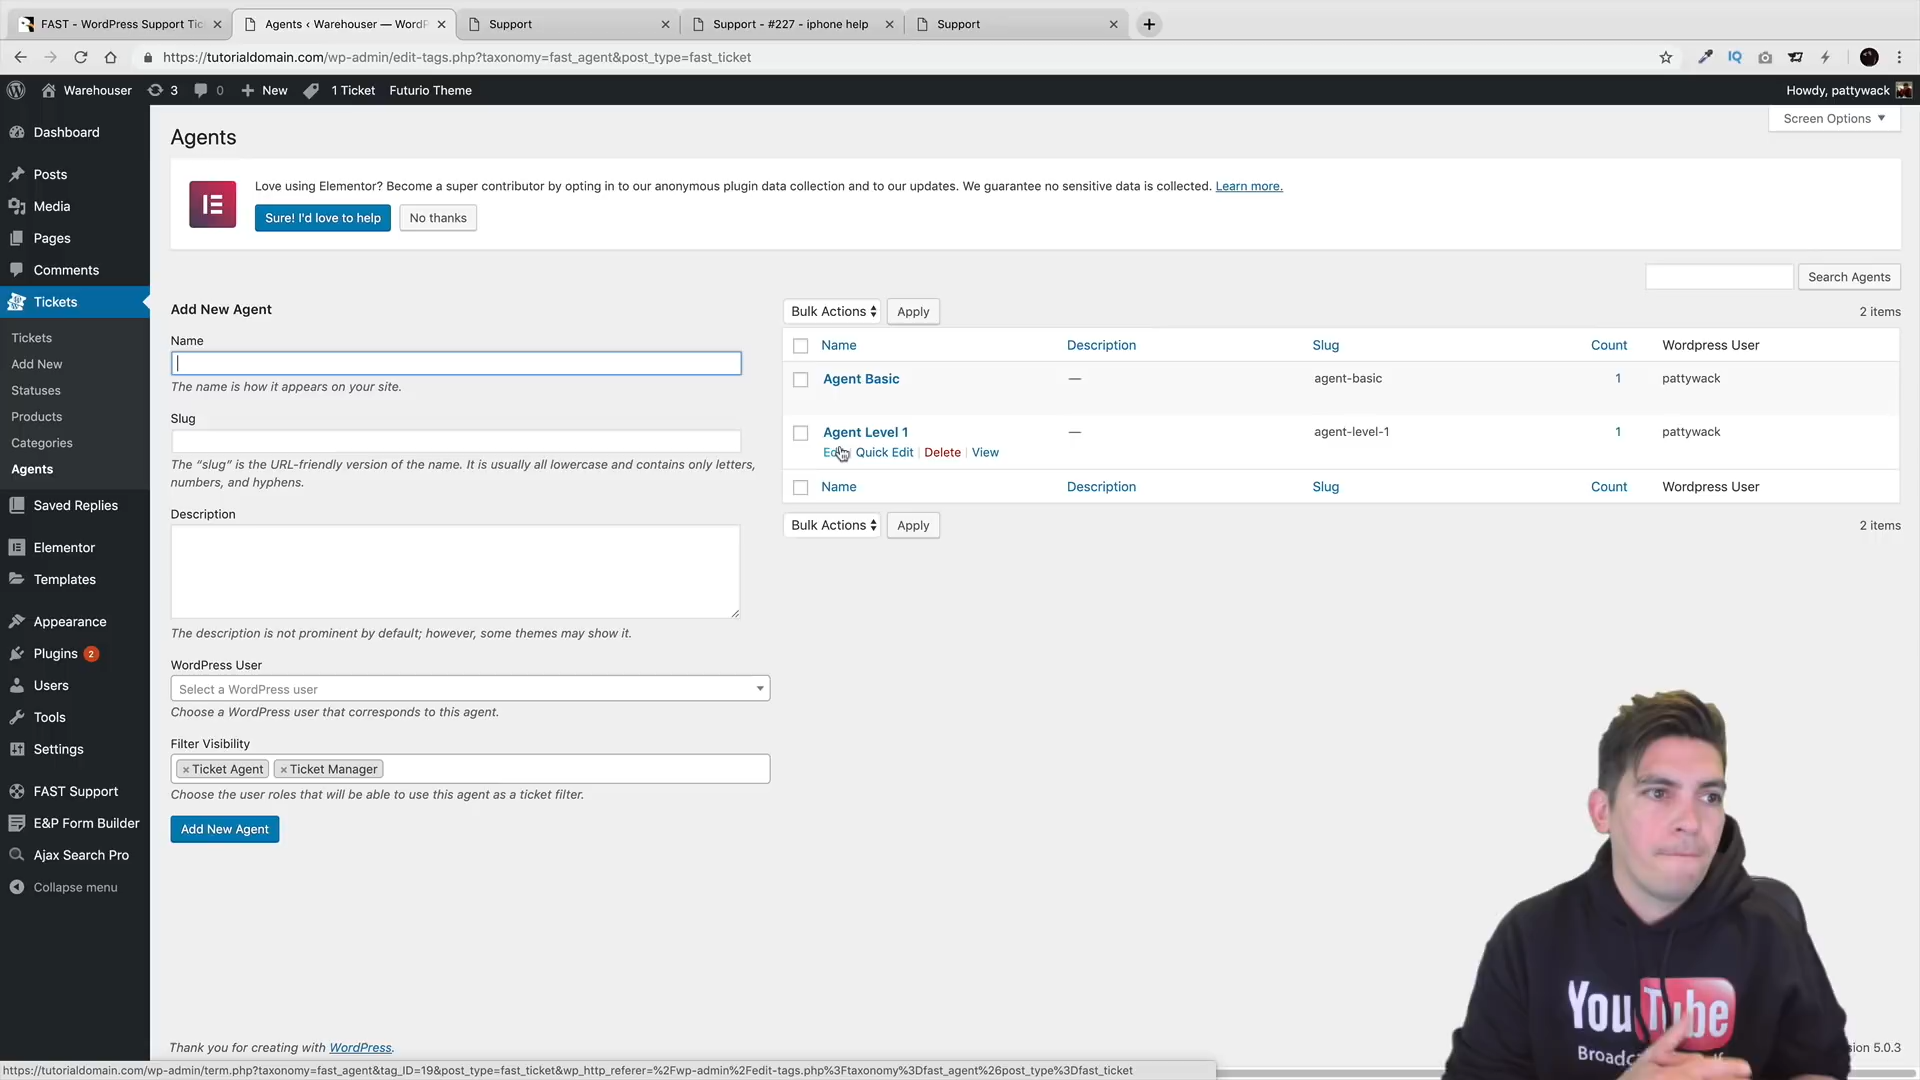 FAST - WordPress Support Tic
Agents ‹ Warehouser — WordP
Support
Support - #227 - iphone help
Support
https://tutorialdomain.com/wp-admin/edit-tags.php?taxonomy=fast_agent&post_type=fast_ticket
IQ
Warehouser
3
0
New
1 Ticket
Futurio Theme
Howdy, pattywack
Screen Options
Dashboard
Posts
Media
Pages
Comments
Tickets
Tickets
Add New
Statuses
Products
Categories
Agents
Saved Replies
Elementor
Templates
Appearance
Plugins 2
Users
Tools
Settings
FAST Support
E&P Form Builder
Ajax Search Pro
Collapse menu
Agents
Love using Elementor? Become a super contributor by opting in to our anonymous plugin data collection and to our updates. We guarantee no sensitive data is collected. Learn more.
Sure! I'd love to help
No thanks
Search Agents
Add New Agent
Name
The name is how it appears on your site.
Slug
The “slug” is the URL-friendly version of the name. It is usually all lowercase and contains only letters,
numbers, and hyphens.
Description
The description is not prominent by default; however, some themes may show it.
WordPress User
Select a WordPress user
Choose a WordPress user that corresponds to this agent.
Filter Visibility
× Ticket Agent × Ticket Manager
Choose the user roles that will be able to use this agent as a ticket filter.
Add New Agent
Bulk Actions
Apply
2 items
Name Description Slug Count Wordpress User
Agent Basic — agent-basic 1 pattywack
Agent Level 1 — agent-level-1 1 pattywack
Quick Edit | Delete | View
Name Description Slug Count Wordpress User
Bulk Actions
Apply
2 items
YouTube
Thank you for creating with WordPress.
sion 5.0.3
https://tutorialdomain.com/wp-admin/term.php?taxonomy=fast_agent&tag_ID=19&post_type=fast_ticket&wp_http_referer=%2Fwp-admin%2Fedit-tags.php%3Ftaxonomy%3Dfast_agent%26post_type%3Dfast_ticket